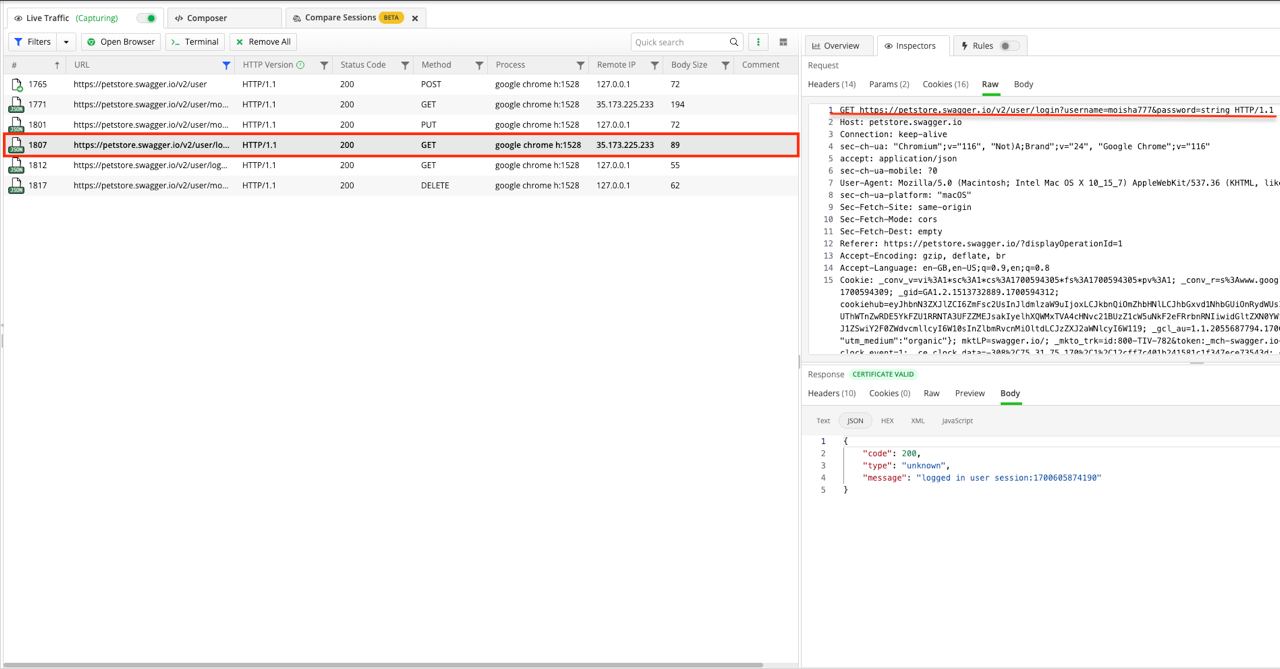 Live Traffic (Capturing)
Composer
Compare Sessions BETA
Filters
Open Browser
Terminal
Remove All
Quick search
# URL HTTP Version Status Code Method Process Remote IP Body Size Comment
1765 https://petstore.swagger.io/v2/user HTTP/1.1 200 POST google chrome h:1528 127.0.0.1 72
JSON 1771 https://petstore.swagger.io/v2/user/mo... HTTP/1.1 200 GET google chrome h:1528 35.173.225.233 194
JSON 1801 https://petstore.swagger.io/v2/user/mo... HTTP/1.1 200 PUT google chrome h:1528 127.0.0.1 72
JSON 1807 https://petstore.swagger.io/v2/user/lo... HTTP/1.1 200 GET google chrome h:1528 35.173.225.233 89
JSON 1812 https://petstore.swagger.io/v2/user/log... HTTP/1.1 200 GET google chrome h:1528 127.0.0.1 55
JSON 1817 https://petstore.swagger.io/v2/user/mo... HTTP/1.1 200 DELETE google chrome h:1528 127.0.0.1 62
Overview
Inspectors
Rules
Request
Headers (14) Params (2) Cookies (16) Raw Body
1 GET https://petstore.swagger.io/v2/user/login?username=moisha777&password=string HTTP/1.1
2 Host: petstore.swagger.io
3 Connection: keep-alive
4 sec-ch-ua: "Chromium";v="116", "Not)A;Brand";v="24", "Google Chrome";v="116"
5 accept: application/json
6 sec-ch-ua-mobile: ?0
7 User-Agent: Mozilla/5.0 (Macintosh; Intel Mac OS X 10_15_7) AppleWebKit/537.36 (KHTML, lik
8 sec-ch-ua-platform: "macOS"
9 Sec-Fetch-Site: same-origin
10 Sec-Fetch-Mode: cors
11 Sec-Fetch-Dest: empty
12 Referer: https://petstore.swagger.io/?displayOperationId=1
13 Accept-Encoding: gzip, deflate, br
14 Accept-Language: en-GB,en-US;q=0.9,en;q=0.8
15 Cookie: _conv_v=vi%3A1*sc%3A1*cs%3A1700594305*fs%3A1700594305*pv%3A1; _conv_r=s%3Awww.goog
1700594309; _gid=GA1.2.1513732889.1700594312;
"utm_medium":"organic"}; mktLP=swagger.io/; _mkto_trk=id:800-TIV-782&token:_mch-swagger.io-
Response CERTIFICATE VALID
Headers (10) Cookies (0) Raw Preview Body
Text JSON HEX XML JavaScript
1 {
2 "code": 200,
3 "type": "unknown",
4 "message": "logged in user session:1700605874190"
5 }